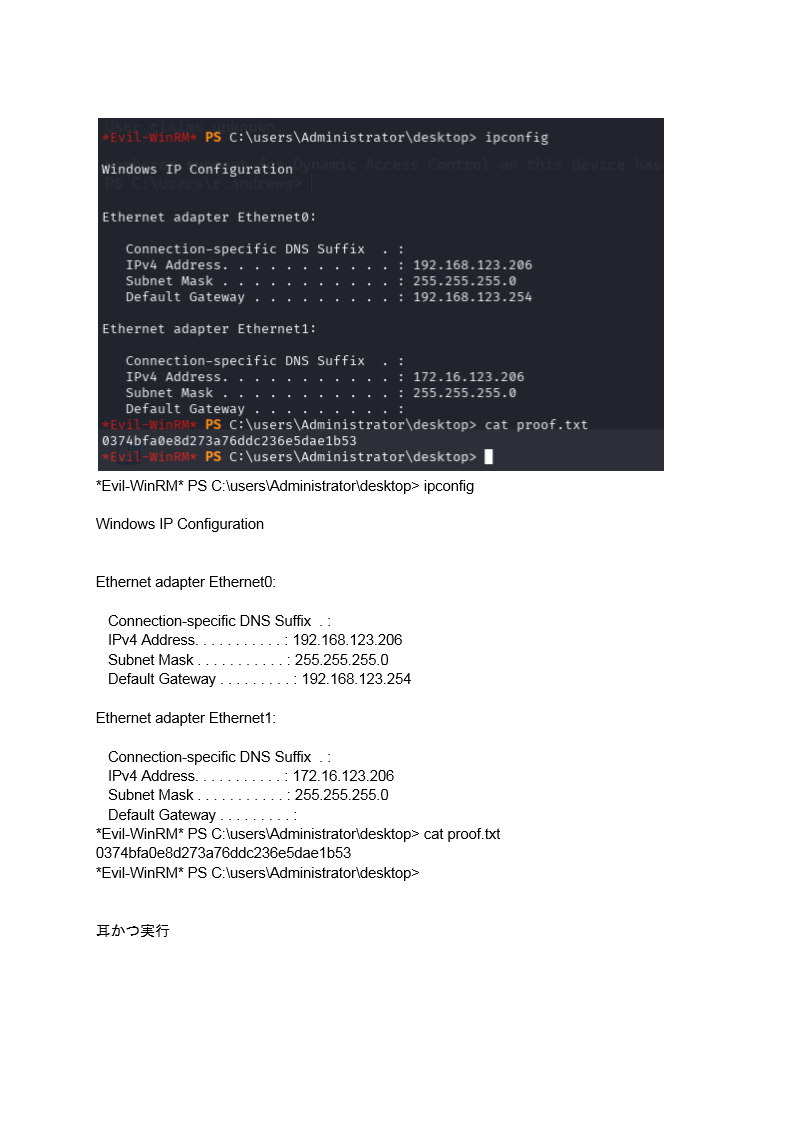 *Evil-WinRM* PS C:\users\Administrator\desktop> ipconfig
Windows IP Configuration
Ethernet adapter Ethernet0:
Connection-specific DNS Suffix  . :
IPv4 Address. . . . . . . . . . . : 192.168.123.206
Subnet Mask . . . . . . . . . . . : 255.255.255.0
Default Gateway . . . . . . . . . : 192.168.123.254
Ethernet adapter Ethernet1:
Connection-specific DNS Suffix  . :
IPv4 Address. . . . . . . . . . . : 172.16.123.206
Subnet Mask . . . . . . . . . . . : 255.255.255.0
Default Gateway . . . . . . . . . :
*Evil-WinRM* PS C:\users\Administrator\desktop> cat proof.txt
0374bfa0e8d273a76ddc236e5dae1b53
*Evil-WinRM* PS C:\users\Administrator\desktop>
*Evil-WinRM* PS C:\users\Administrator\desktop> ipconfig
Windows IP Configuration
Ethernet adapter Ethernet0:
Connection-specific DNS Suffix  . :
IPv4 Address. . . . . . . . . . . : 192.168.123.206
Subnet Mask . . . . . . . . . . . : 255.255.255.0
Default Gateway . . . . . . . . . : 192.168.123.254
Ethernet adapter Ethernet1:
Connection-specific DNS Suffix  . :
IPv4 Address. . . . . . . . . . . : 172.16.123.206
Subnet Mask . . . . . . . . . . . : 255.255.255.0
Default Gateway . . . . . . . . . :
*Evil-WinRM* PS C:\users\Administrator\desktop> cat proof.txt
0374bfa0e8d273a76ddc236e5dae1b53
*Evil-WinRM* PS C:\users\Administrator\desktop>
耳かつ実行